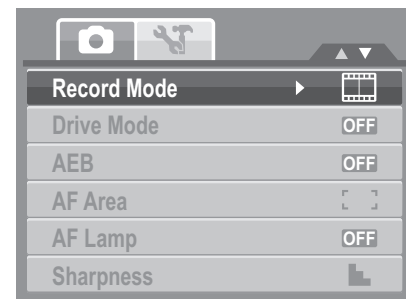 Record Mode
Drive Mode OFF
AEB OFF
AF Area
AF Lamp OFF
Sharpness